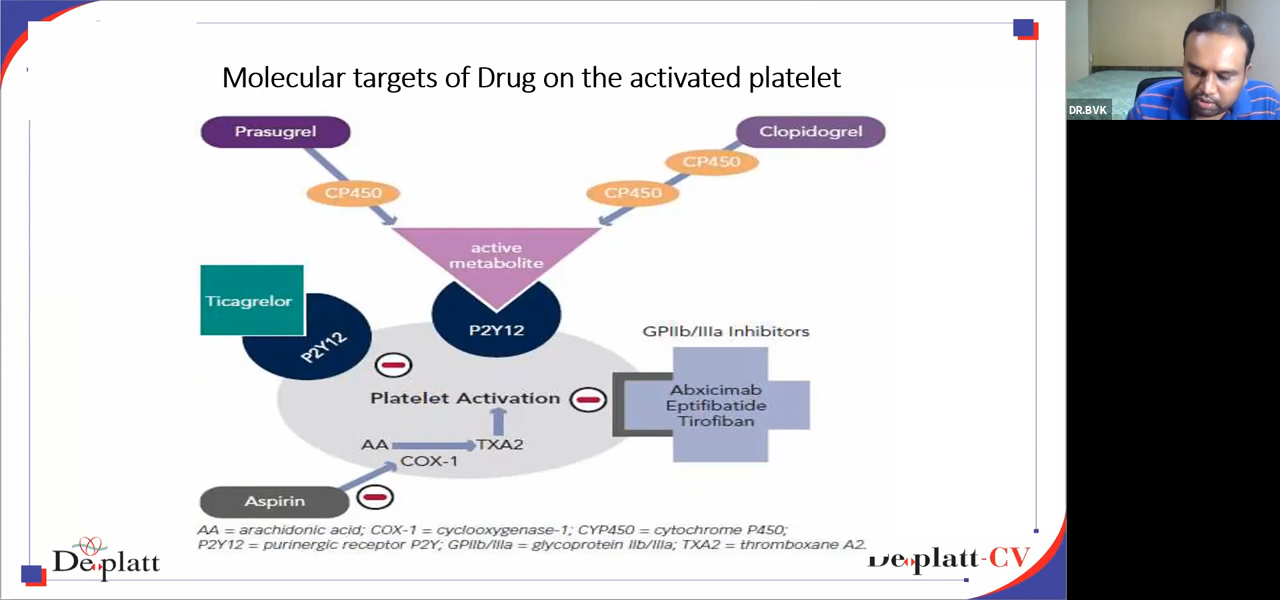 Molecular targets of Drug on the activated platelet
DR.BVK
Prasugrel
Clopidogrel
CP450
CP450
CP450
active
metabolite
Ticagrelor
P2Y12
P2Y12
GPIIb/IIIa Inhibitors
Platelet Activation
Abxicimab
Eptifibatide
Tirofiban
AA
TXA2
COX-1
Aspirin
AA = arachidonic acid; COX-1 = cyclooxygenase-1; CYP450 = cytochrome P450;
P2Y12 = purinergic receptor P2Y; GPIIb/IIIa = glycoprotein IIb/IIIa; TXA2 = thromboxane A2.
Deplatt
Deplatt-CV